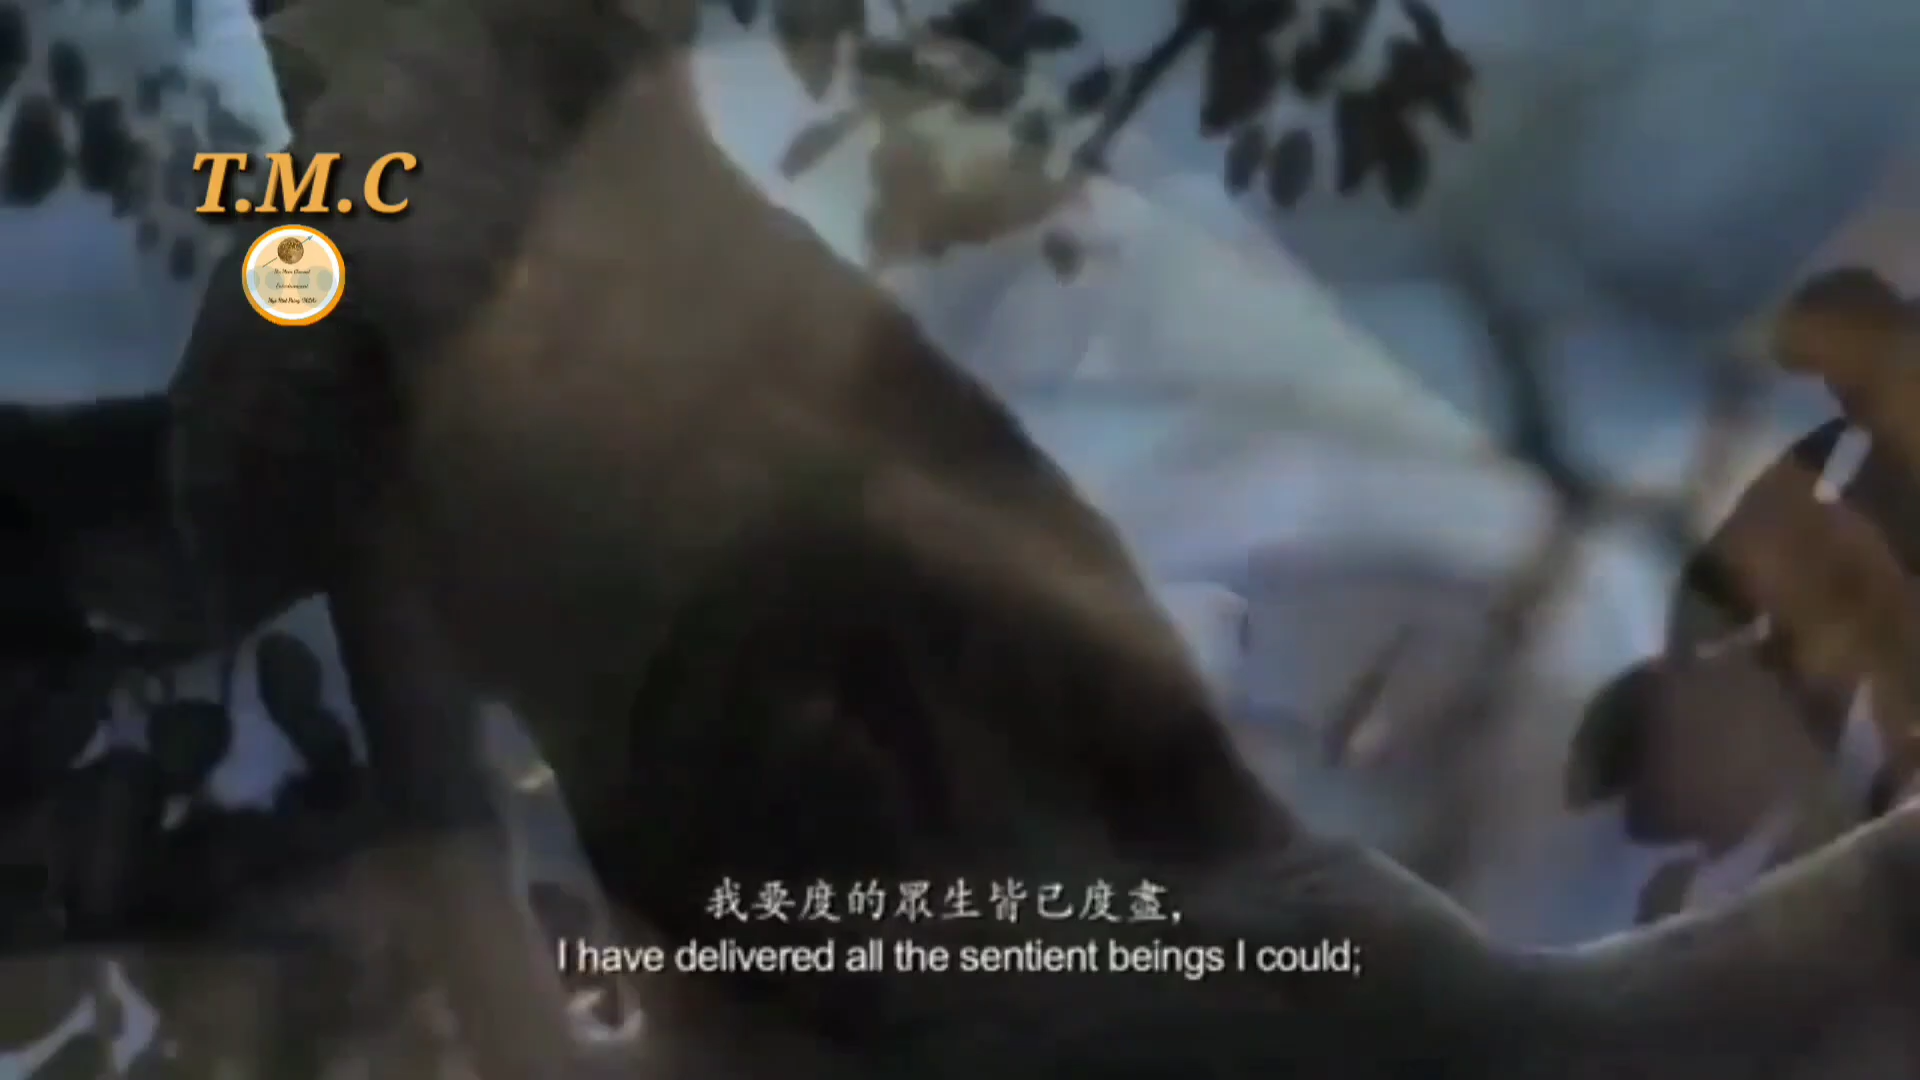 T.M.C
我要度的眾生皆已度盡,
I have delivered all the sentient beings I could;